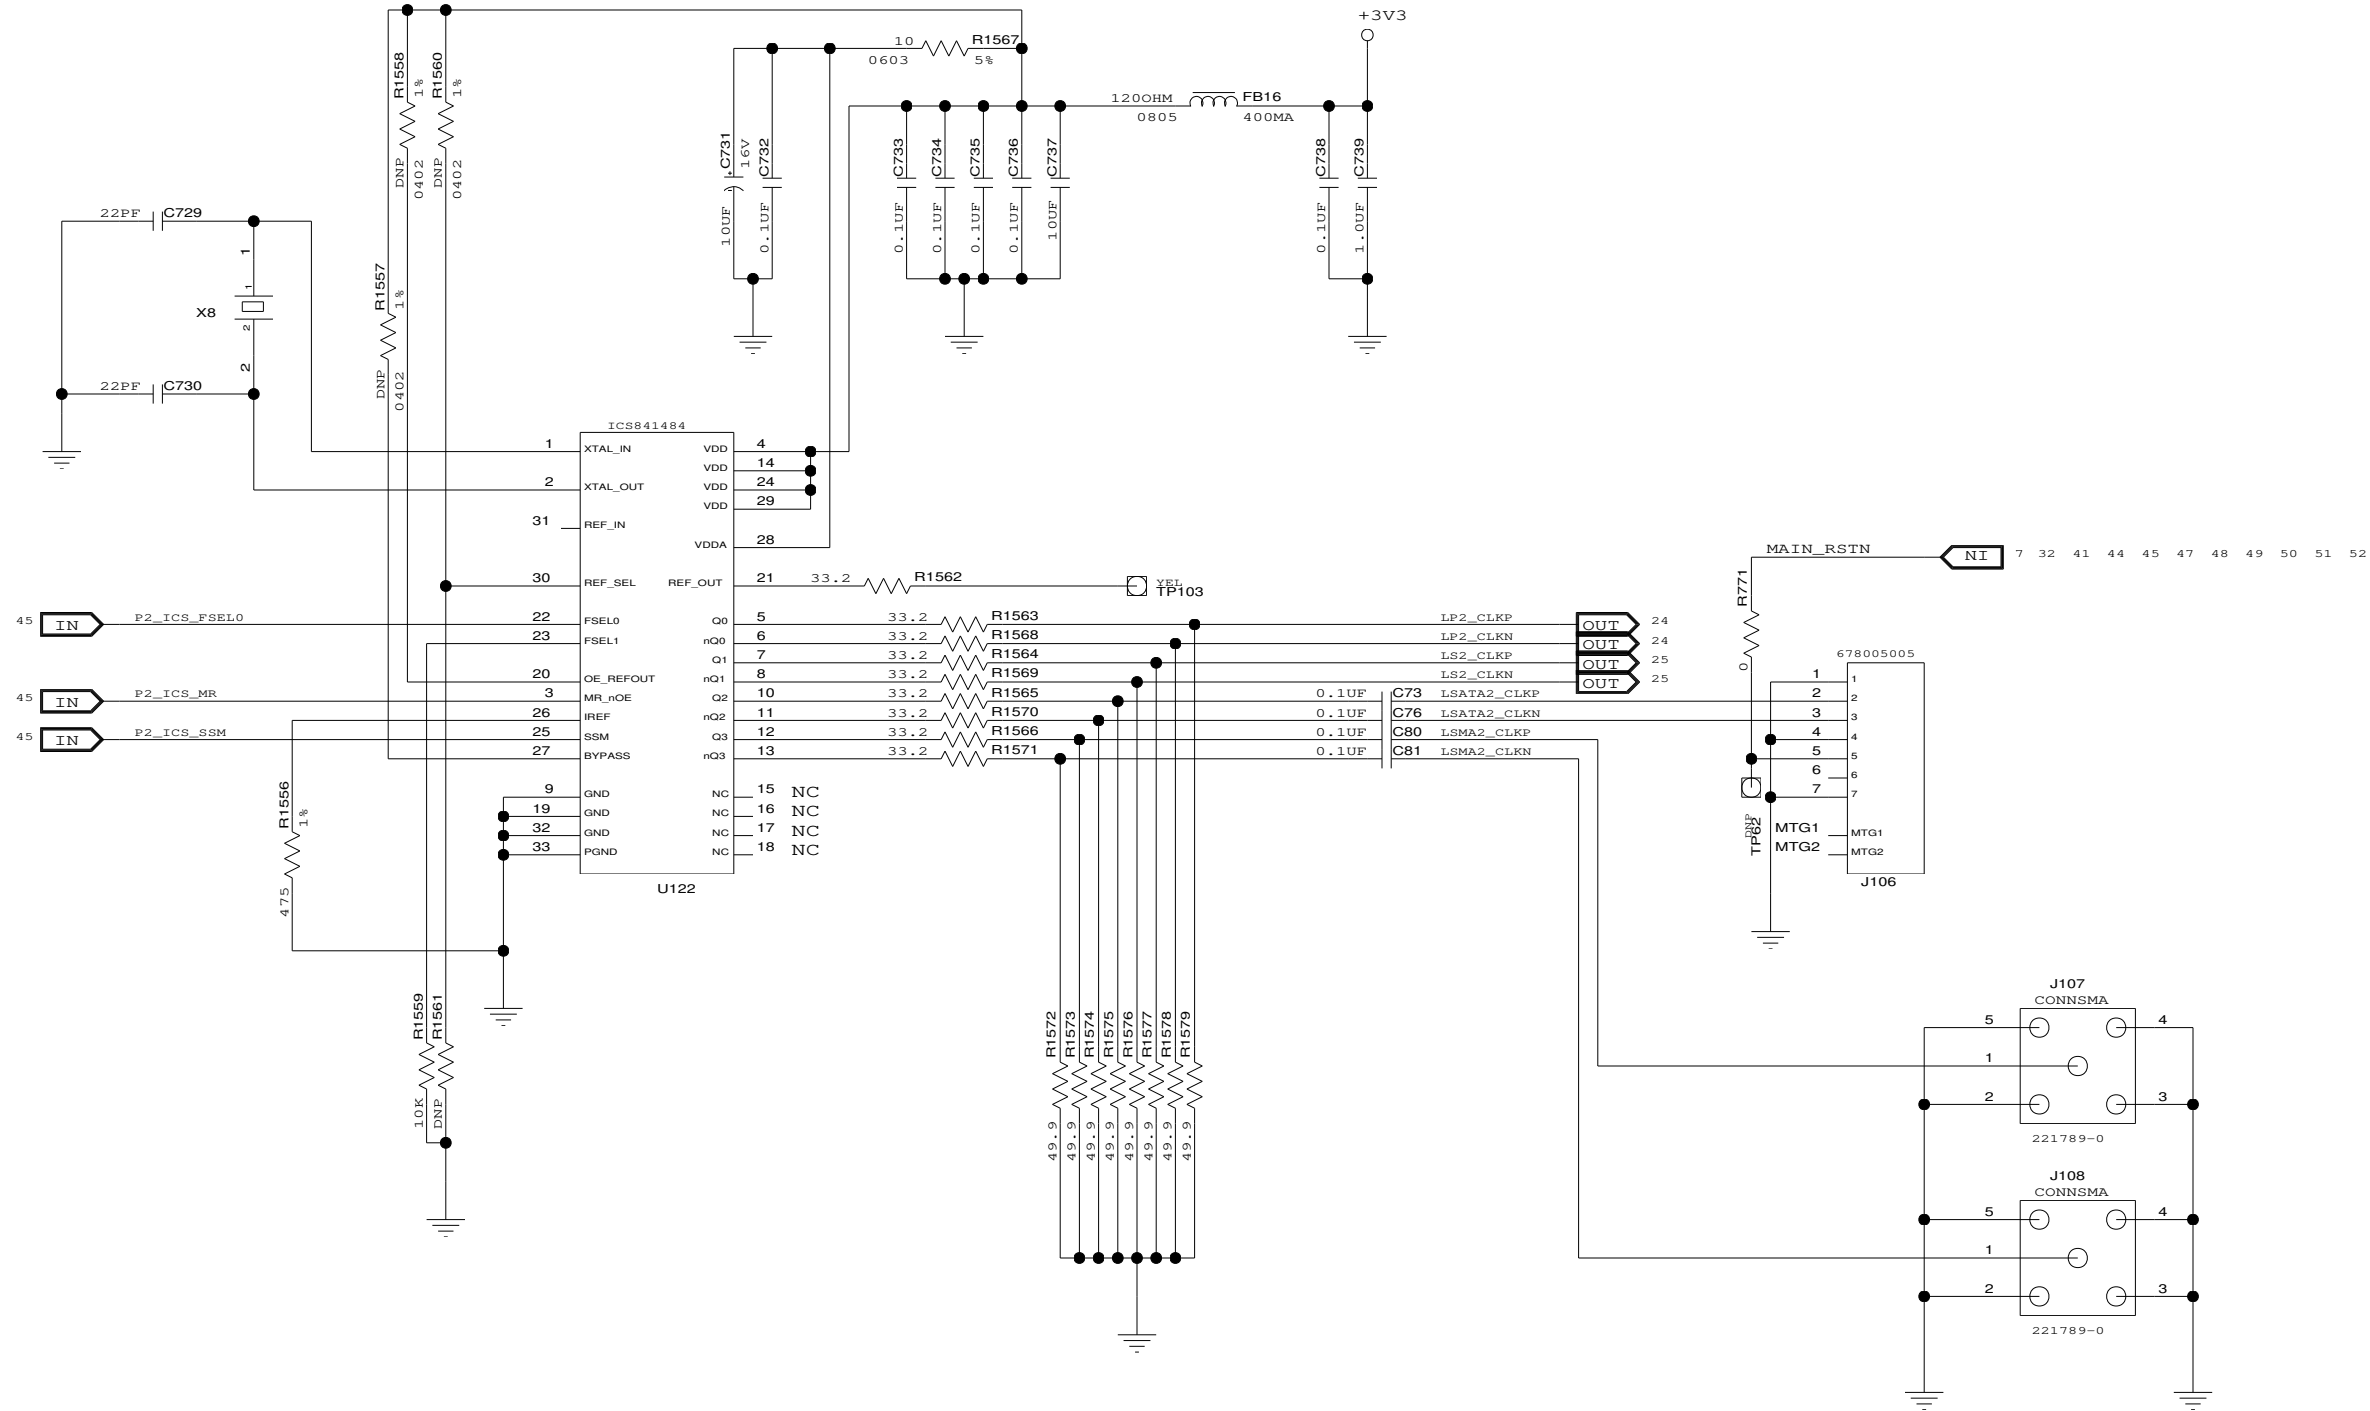 +3V3
10 R1567
0603 5%
R1558 1%
DNP 0402
R1560 1%
DNP 0402
120OHM FB16
0805 400MA
C731 16V
10UF
C732
0.1UF
C733
0.1UF
C734
0.1UF
C735
0.1UF
C736
0.1UF
C737
10UF
C738
0.1UF
C739
1.0UF
22PF C729
1
1
X8
2
2
22PF C730
R1557 1%
DNP 0402
ICS841484
1 XTAL_IN VDD 4
VDD 14
2 XTAL_OUT VDD 24
VDD 29
31 REF_IN
VDDA 28
30 REF_SEL REF_OUT 21 33.2 R1562 YEL TP103
45 IN P2_ICS_FSEL0 22 FSEL0 Q0 5 33.2 R1563 LP2_CLKP OUT 24
23 FSEL1 nQ0 6 33.2 R1568 LP2_CLKN OUT 24
Q1 7 33.2 R1564 LS2_CLKP OUT 25
20 OE_REFOUT nQ1 8 33.2 R1569 LS2_CLKN OUT 25
45 IN P2_ICS_MR 3 MR_nOE Q2 10 33.2 R1565 0.1UF C73 LSATA2_CLKP
26 IREF nQ2 11 33.2 R1570 0.1UF C76 LSATA2_CLKN
45 IN P2_ICS_SSM 25 SSM Q3 12 33.2 R1566 0.1UF C80 LSMA2_CLKP
27 BYPASS nQ3 13 33.2 R1571 0.1UF C81 LSMA2_CLKN
9 GND NC 15 NC
19 GND NC 16 NC
32 GND NC 17 NC
33 PGND NC 18 NC
U122
R1556 1%
475
MAIN_RSTN NI 7 32 41 44 45 47 48 49 50 51 52
R771
0
678005005
1 1
2 2
3 3
4 4
5 5
6 6
7 7
MTG1 MTG1
MTG2 MTG2
J106
DNP
TP62
R1559
10K
R1561
DNP
R1572
49.9
R1573
49.9
R1574
49.9
R1575
49.9
R1576
49.9
R1577
49.9
R1578
49.9
R1579
49.9
J107
CONNSMA
5 4
1
2 3
221789-0
J108
CONNSMA
5 4
1
2 3
221789-0